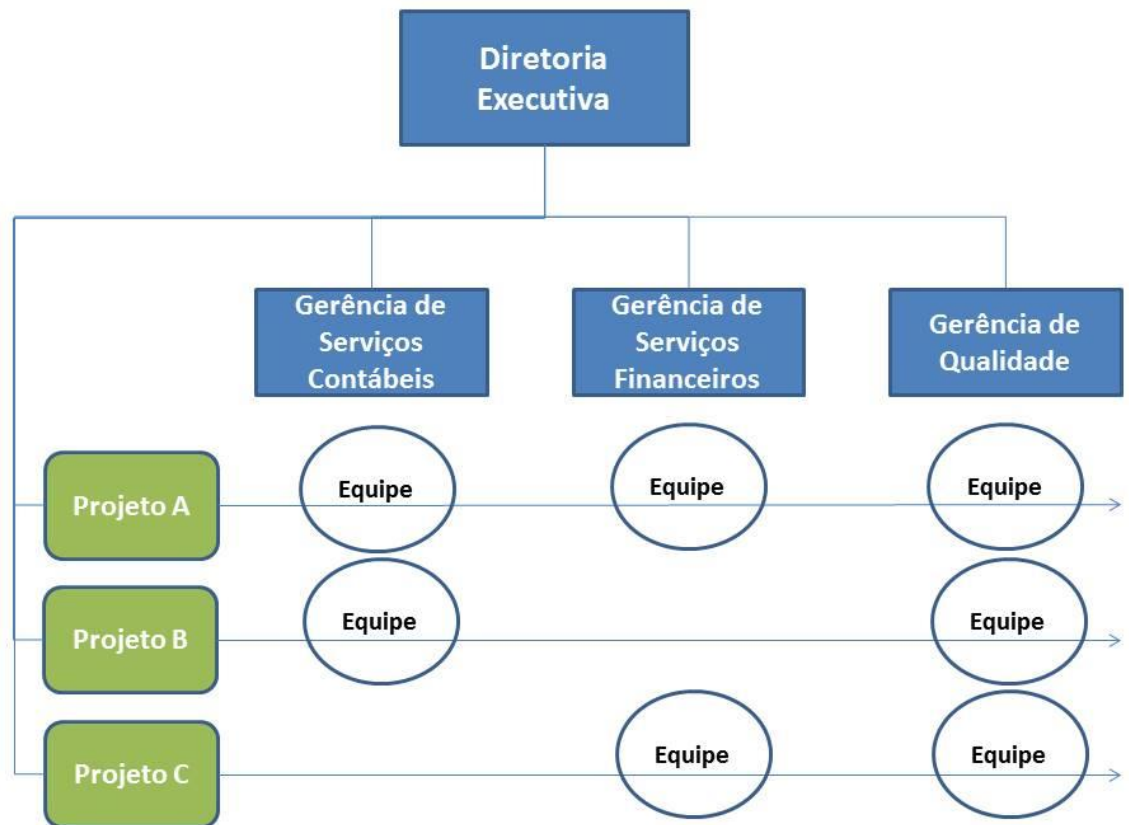 Diretoria
Executiva
Gerência de
Serviços
Contábeis
Gerência de
Serviços
Financeiros
Gerência de
Qualidade
Projeto A
Equipe
Equipe
Equipe
Projeto B
Equipe
Equipe
Projeto C
Equipe
Equipe